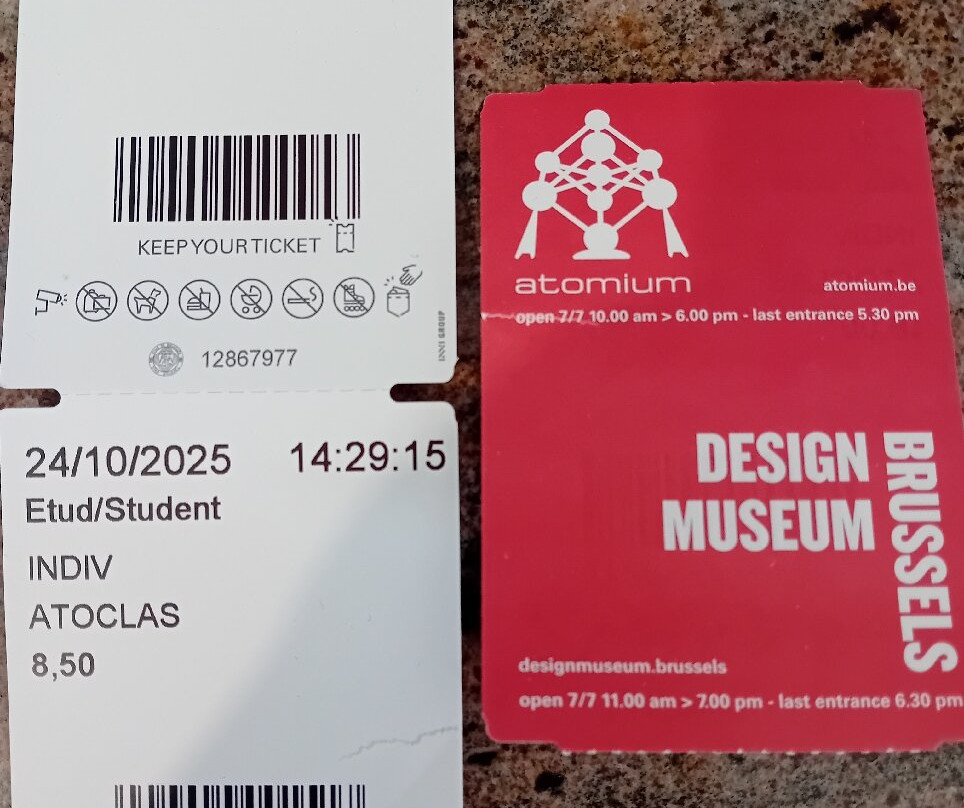 KEEP YOUR TICKET
12867977
24/10/2025 14:29:15
Etud/Student
INDIV
ATOCLAS
8,50
atomium
atomium.be
open 7/7 10.00 am > 6.00 pm - last entrance 5.30 pm
DESIGN
MUSEUM
BRUSSELS
designmuseum.brussels
open 7/7 11.00 am > 7.00 pm - last entrance 6.30 pm